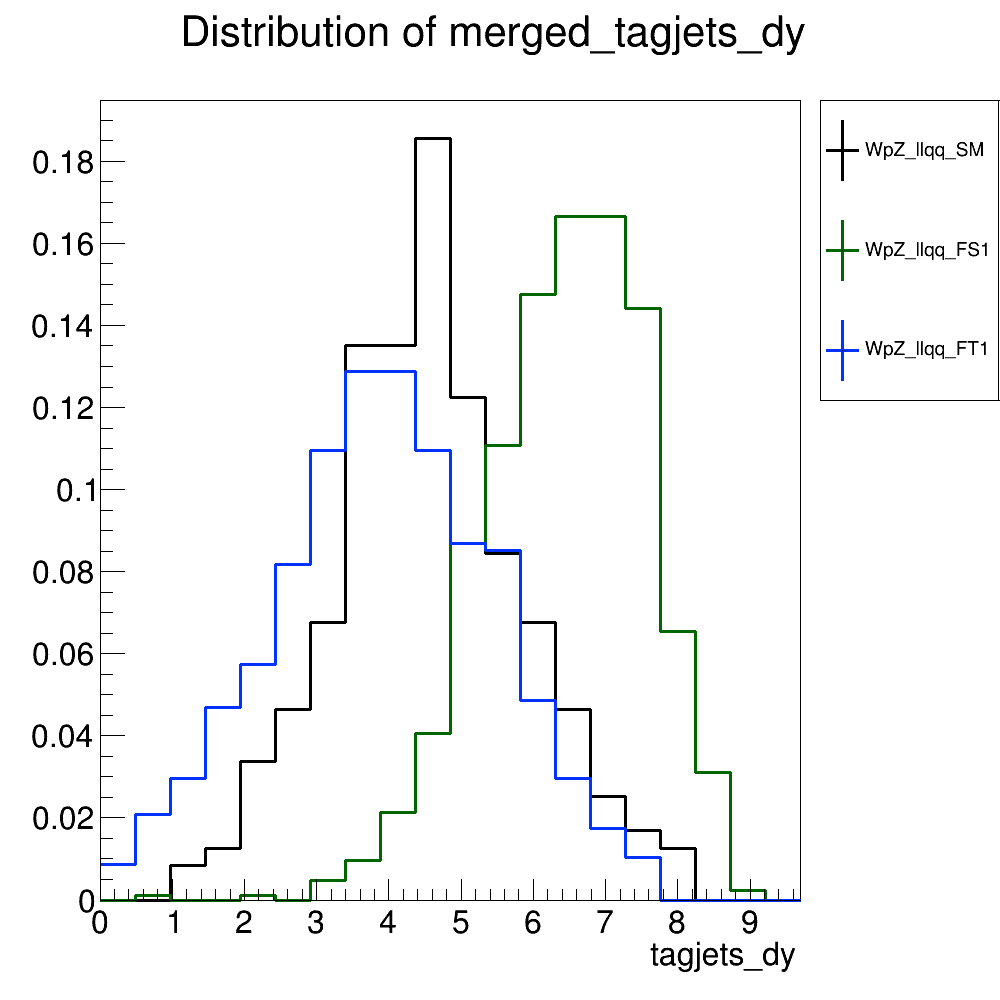 Distribution of merged_tagjets_dy
0.18
0.16
0.14
0.12
0.1
0.08
0.06
0.04
0.02
0
0 1 2 3 4 5 6 7 8 9
tagjets_dy
WpZ_llqq_SM
WpZ_llqq_FS1
WpZ_llqq_FT1